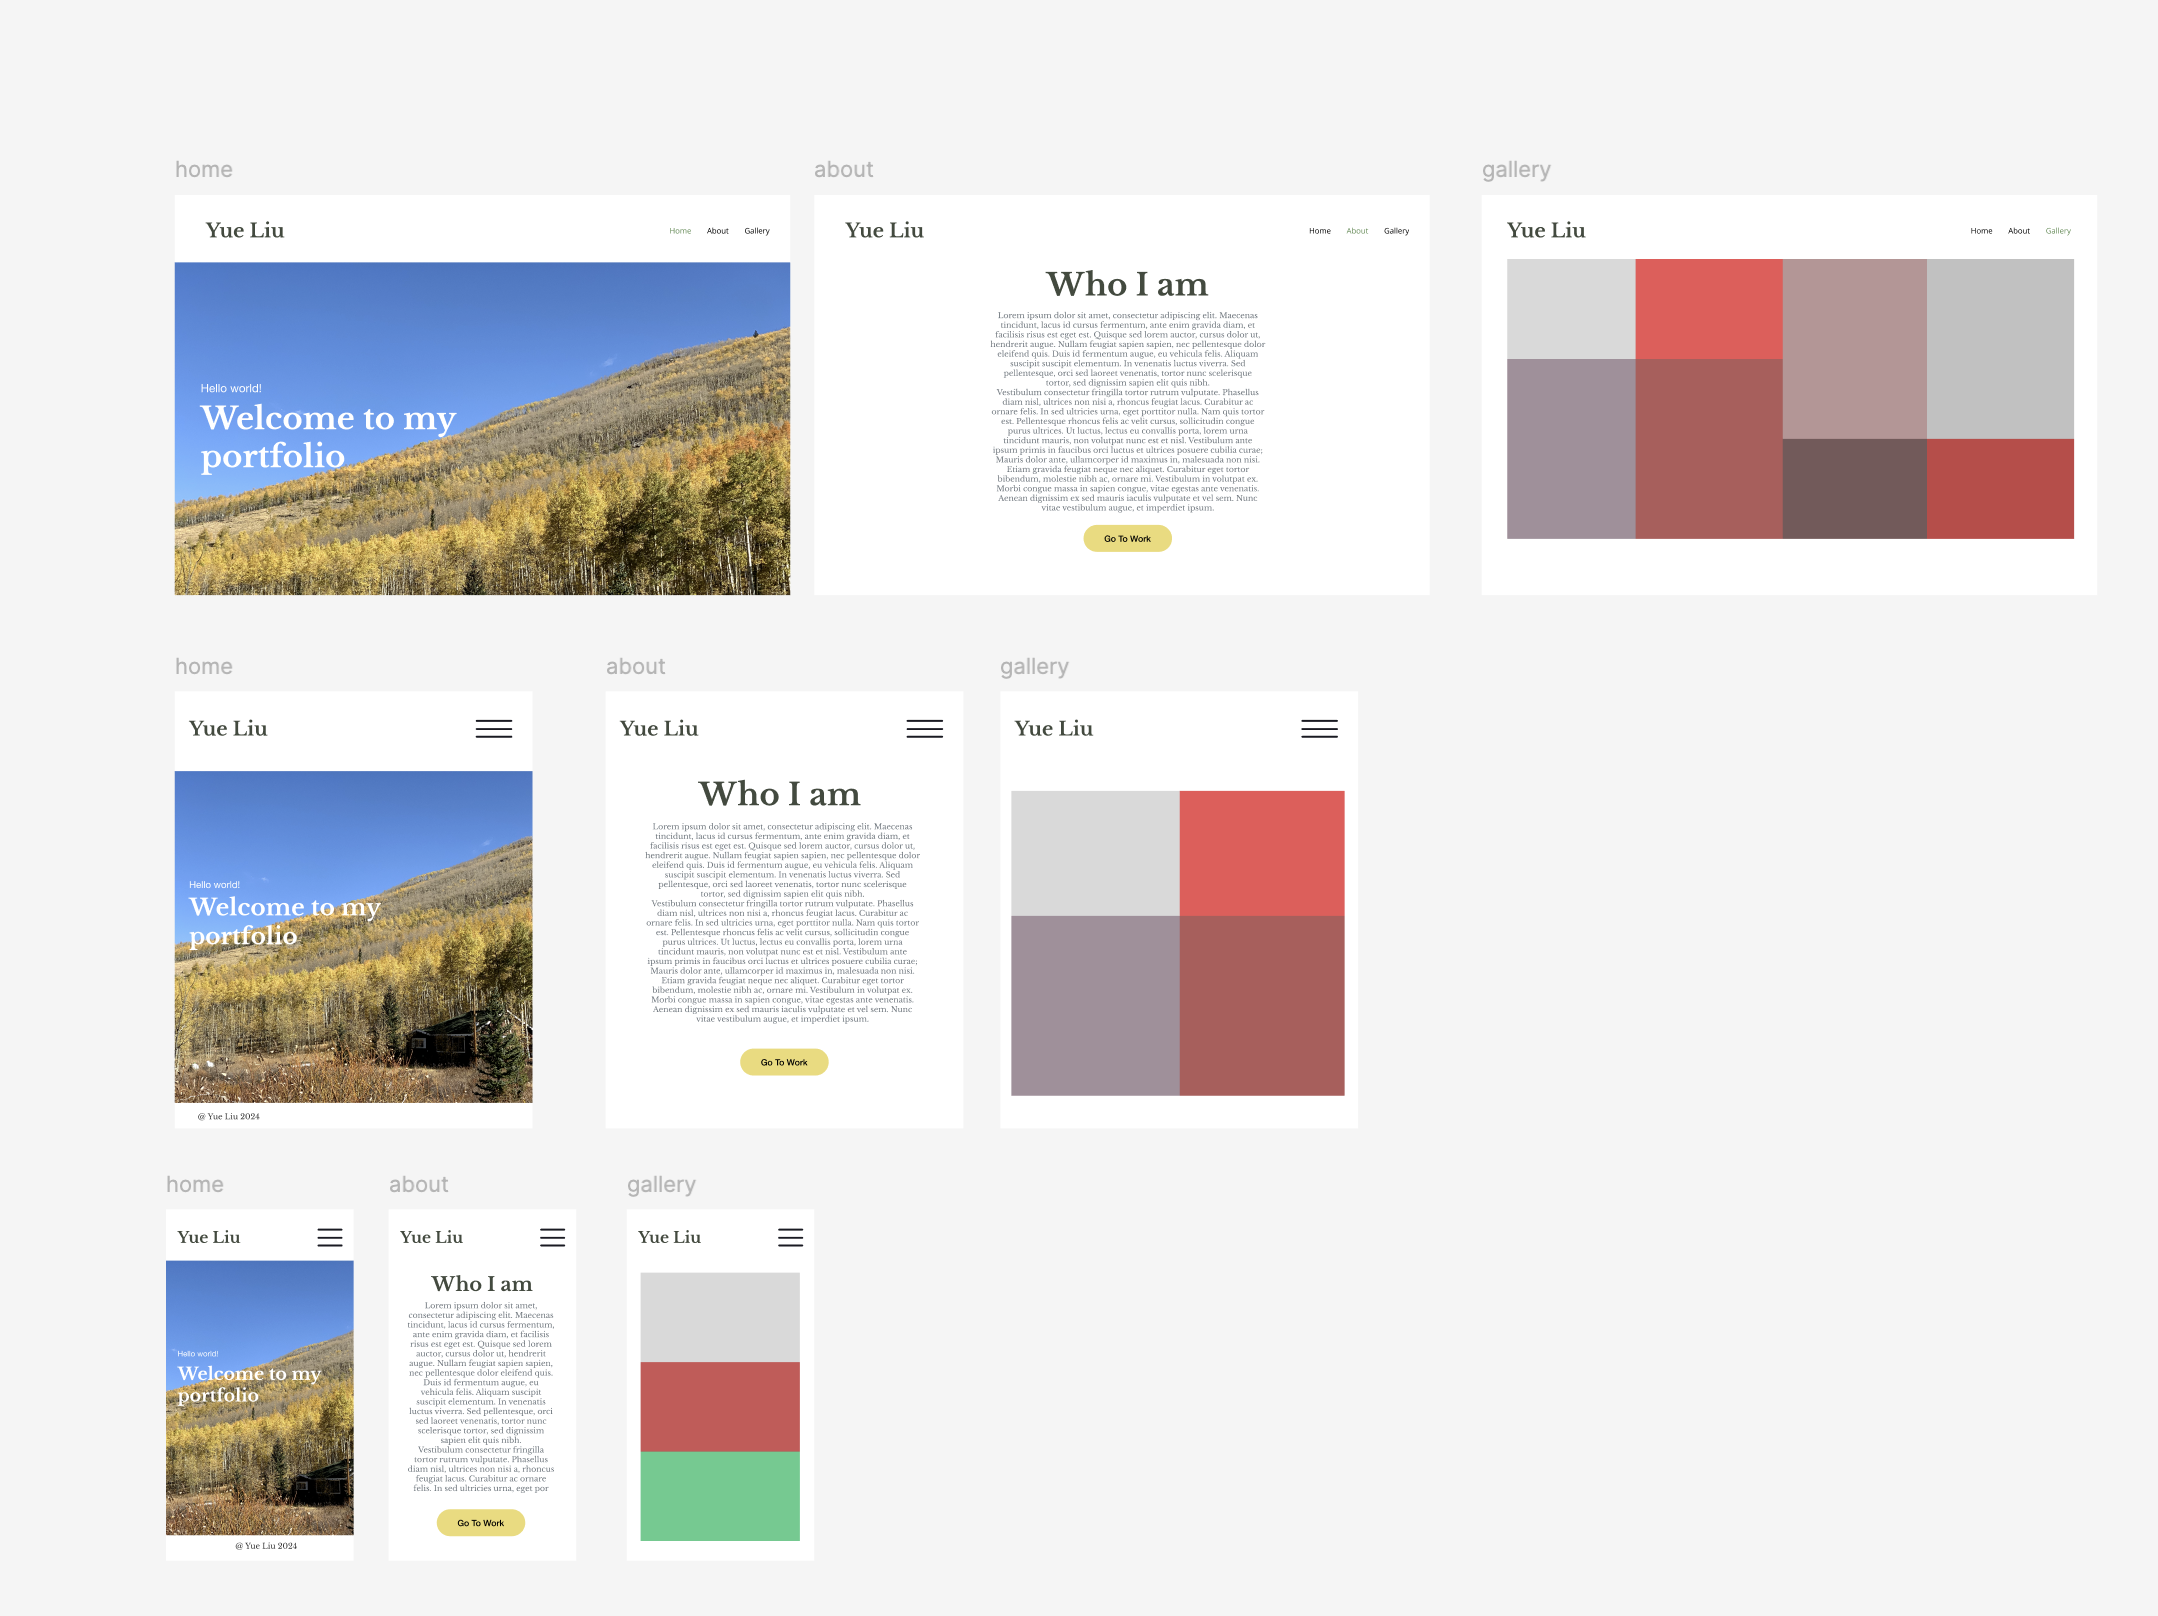 home
about
gallery
Yue Liu
Home About Gallery
Hello world!
Welcome to my
portfolio
Yue Liu
Home About Gallery
Who I am
Lorem ipsum dolor sit amet, consectetur adipiscing elit. Maecenas
tincidunt, lacus id cursus fermentum, ante enim gravida diam, et
facilisis risus est eget est. Quisque sed lorem auctor, cursus dolor ut,
hendrerit augue. Nullam feugiat sapien sapien, nec pellentesque dolor
eleifend quis. Duis id fermentum augue, eu vehicula felis. Aliquam
suscipit suscipit elementum. In venenatis luctus viverra. Sed
pellentesque, orci sed laoreet venenatis, tortor nunc scelerisque
tortor, sed dignissim sapien elit quis nibh.
Vestibulum consectetur fringilla tortor rutrum vulputate. Phasellus
diam nisl, ultrices non nisi a, rhoncus feugiat lacus. Curabitur ac
ornare felis. In sed ultricies urna, eget porttitor nulla. Nam quis tortor
est. Pellentesque rhoncus felis ac velit cursus, sollicitudin congue
purus ultrices. Ut luctus, lectus eu convallis porta, lorem urna
tincidunt mauris, non volutpat nunc est et nisl. Vestibulum ante
ipsum primis in faucibus orci luctus et ultrices posuere cubilia curae;
Mauris dolor ante, ullamcorper id maximus in, malesuada non nisi.
Etiam gravida feugiat neque nec aliquet. Curabitur eget tortor
bibendum, molestie nibh ac, ornare mi. Vestibulum in volutpat ex.
Morbi congue massa in sapien congue, vitae egestas ante venenatis.
Aenean dignissim ex sed mauris iaculis vulputate et vel sem. Nunc
vitae vestibulum augue, et imperdiet ipsum.
Go To Work
Yue Liu
Home About Gallery
home
about
gallery
Yue Liu
Hello world!
Welcome to my
portfolio
@ Yue Liu 2024
Yue Liu
Who I am
Lorem ipsum dolor sit amet, consectetur adipiscing elit. Maecenas
tincidunt, lacus id cursus fermentum, ante enim gravida diam, et
facilisis risus est eget est. Quisque sed lorem auctor, cursus dolor ut,
hendrerit augue. Nullam feugiat sapien sapien, nec pellentesque dolor
eleifend quis. Duis id fermentum augue, eu vehicula felis. Aliquam
suscipit suscipit elementum. In venenatis luctus viverra. Sed
pellentesque, orci sed laoreet venenatis, tortor nunc scelerisque
tortor, sed dignissim sapien elit quis nibh.
Vestibulum consectetur fringilla tortor rutrum vulputate. Phasellus
diam nisl, ultrices non nisi a, rhoncus feugiat lacus. Curabitur ac
ornare felis. In sed ultricies urna, eget porttitor nulla. Nam quis tortor
est. Pellentesque rhoncus felis ac velit cursus, sollicitudin congue
purus ultrices. Ut luctus, lectus eu convallis porta, lorem urna
tincidunt mauris, non volutpat nunc est et nisl. Vestibulum ante
ipsum primis in faucibus orci luctus et ultrices posuere cubilia curae;
Mauris dolor ante, ullamcorper id maximus in, malesuada non nisi.
Etiam gravida feugiat neque nec aliquet. Curabitur eget tortor
bibendum, molestie nibh ac, ornare mi. Vestibulum in volutpat ex.
Morbi congue massa in sapien congue, vitae egestas ante venenatis.
Aenean dignissim ex sed mauris iaculis vulputate et vel sem. Nunc
vitae vestibulum augue, et imperdiet ipsum.
Go To Work
Yue Liu
home
about
gallery
Yue Liu
Hello world!
Welcome to my
portfolio
@ Yue Liu 2024
Yue Liu
Who I am
Lorem ipsum dolor sit amet,
consectetur adipiscing elit. Maecenas
tincidunt, lacus id cursus fermentum,
ante enim gravida diam, et facilisis
risus est eget est. Quisque sed lorem
auctor, cursus dolor ut, hendrerit
augue. Nullam feugiat sapien sapien,
nec pellentesque dolor eleifend quis.
Duis id fermentum augue, eu
vehicula felis. Aliquam suscipit
suscipit elementum. In venenatis
luctus viverra. Sed pellentesque, orci
sed laoreet venenatis, tortor nunc
scelerisque tortor, sed dignissim
sapien elit quis nibh.
Vestibulum consectetur fringilla
tortor rutrum vulputate. Phasellus
diam nisl, ultrices non nisi a, rhoncus
feugiat lacus. Curabitur ac ornare
felis. In sed ultricies urna, eget por
Go To Work
Yue Liu